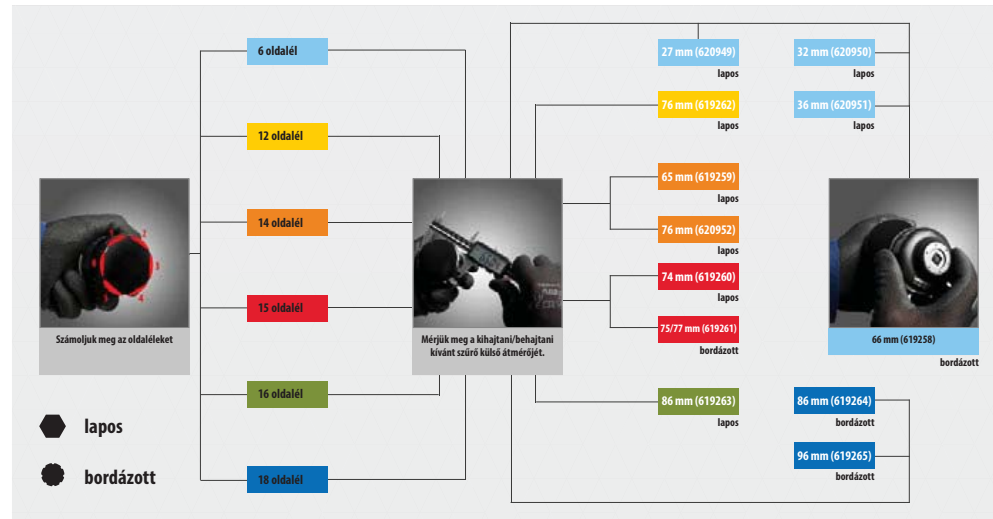 6 oldalél
12 oldalél
14 oldalél
15 oldalél
16 oldalél
18 oldalél
Számoljuk meg az oldaléleket
lapos
bordázott
Mérjük meg a kihajtani/behajtani
kívánt szűrő külső átmérőjét.
27 mm (620949)
lapos
32 mm (620950)
lapos
76 mm (619262)
lapos
36 mm (620951)
lapos
65 mm (619259)
lapos
76 mm (620952)
lapos
74 mm (619260)
lapos
75/77 mm (619261)
bordázott
66 mm (619258)
bordázott
86 mm (619263)
lapos
86 mm (619264)
bordázott
96 mm (619265)
bordázott